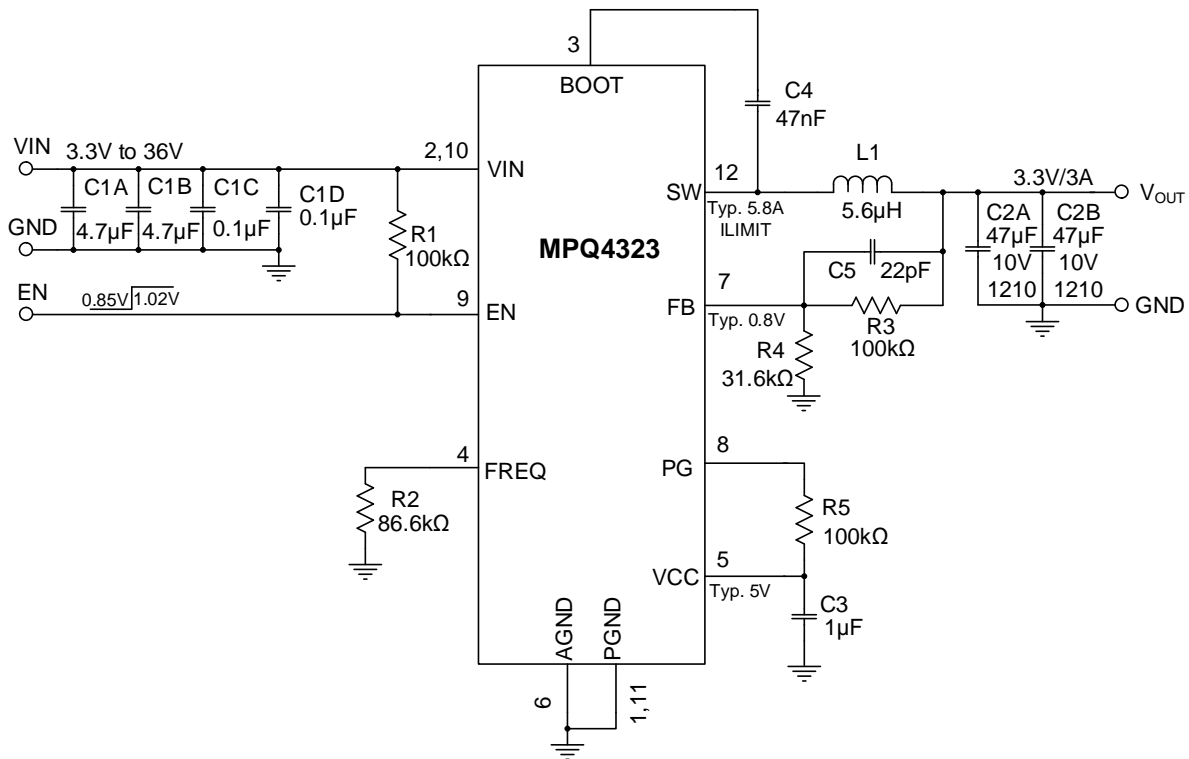 3
BOOT
C4
47nF
VIN
3.3V to 36V
2,10
VIN
C1A
C1B
C1C
C1D
4.7µF
4.7µF
0.1µF
0.1µF
GND
R1
100kΩ
MPQ4323
12
SW
Typ. 5.8A
ILIMIT
L1
5.6µH
3.3V/3A
VOUT
C2A
C2B
47µF
47µF
10V
10V
1210
1210
GND
C5
22pF
EN
0.85V
1.02V
9
EN
7
FB
Typ. 0.8V
R3
100kΩ
R4
31.6kΩ
4
FREQ
R2
86.6kΩ
8
PG
R5
100kΩ
5
VCC
Typ. 5V
C3
1µF
AGND
PGND
6
1,11